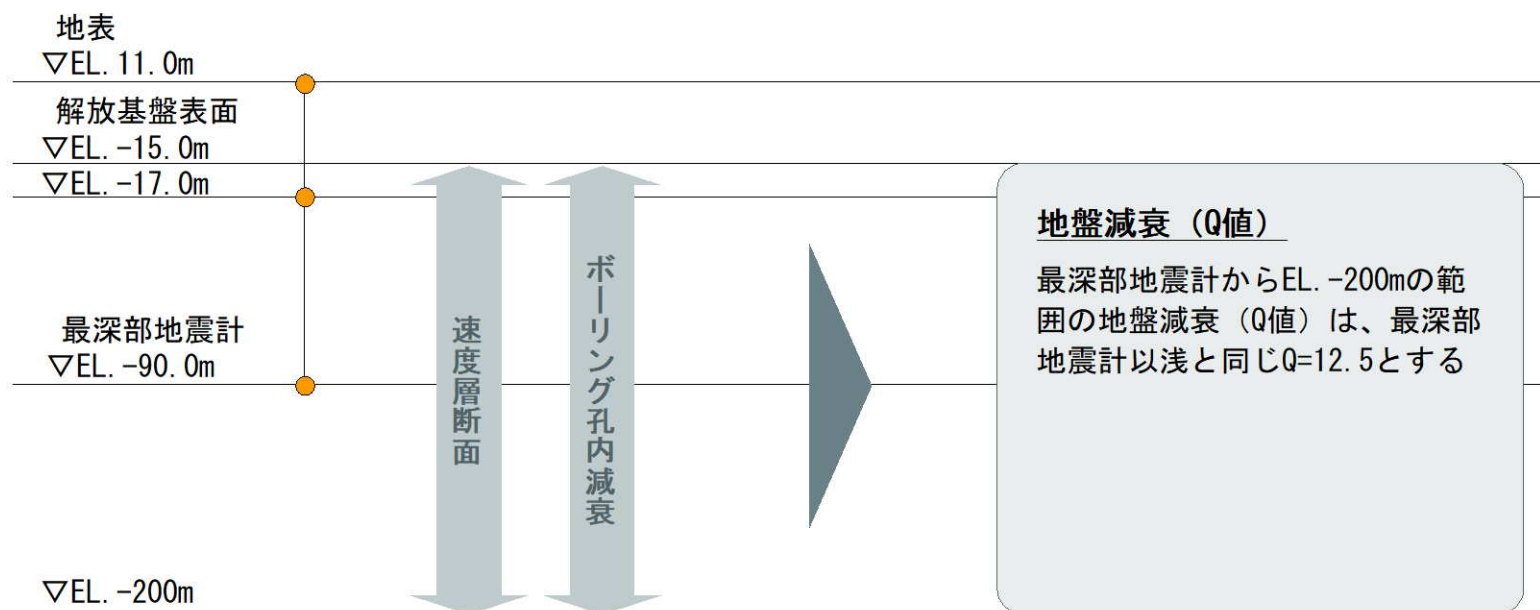 地表
▽EL.11.0m
解放基盤表面
▽EL.-15.0m
▽EL.-17.0m
最深部地震計
▽EL.-90.0m
▽EL.-200m
速度層断面
ボーリング孔内減衰
地盤減衰（Q値）
最深部地震計からEL.-200mの範
囲の地盤減衰（Q値）は、最深部
地震計以浅と同じQ=12.5とする